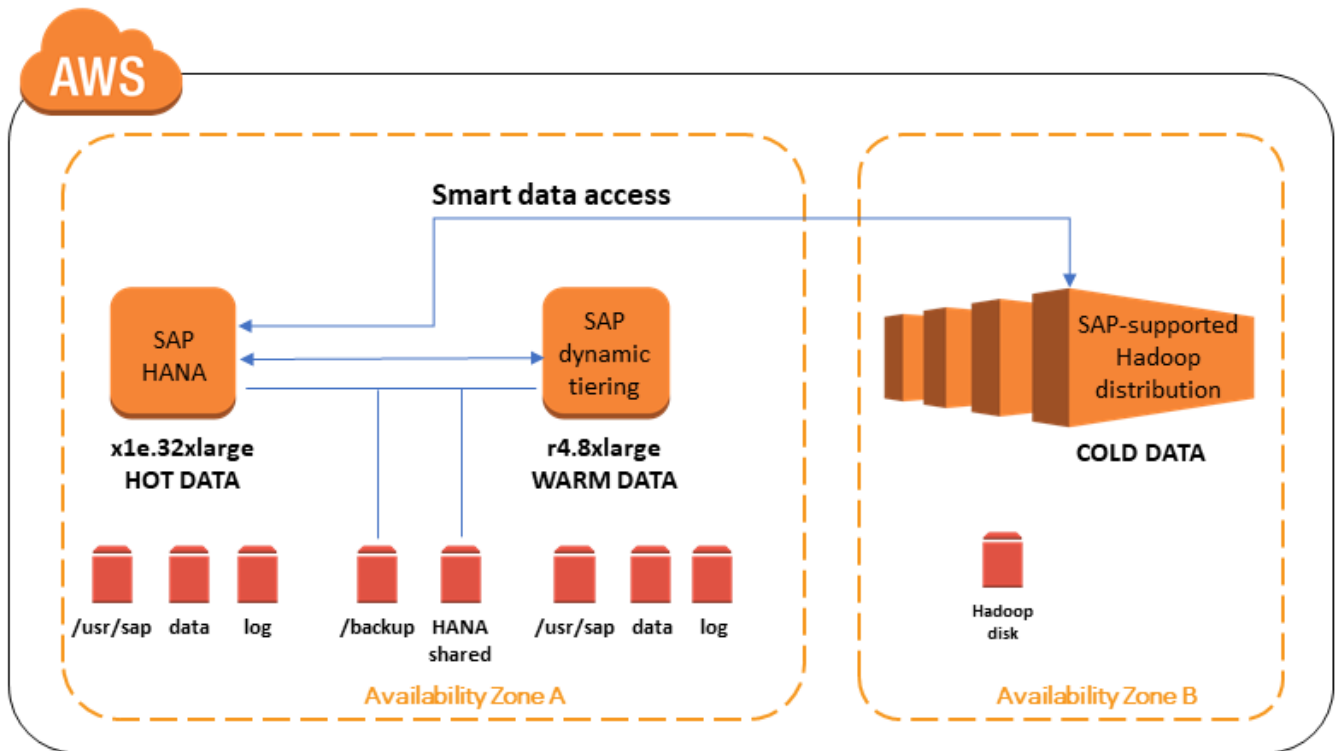 AWS
Smart data access
SAP
HANA
SAP
dynamic
tiering
SAP-supported
Hadoop
distribution
x1e.32xlarge
HOT DATA
r4.8xlarge
WARM DATA
COLD DATA
/usr/sap
data
log
/backup
HANA
shared
/usr/sap
data
log
Hadoop
disk
Availability Zone A
Availability Zone B